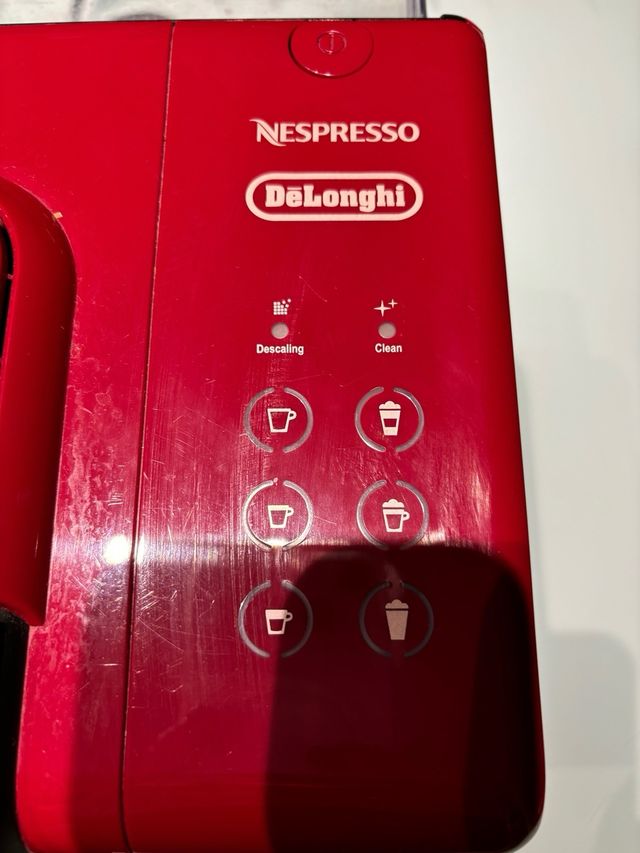 NESPRESSO
DēLonghi
Descaling
Clean